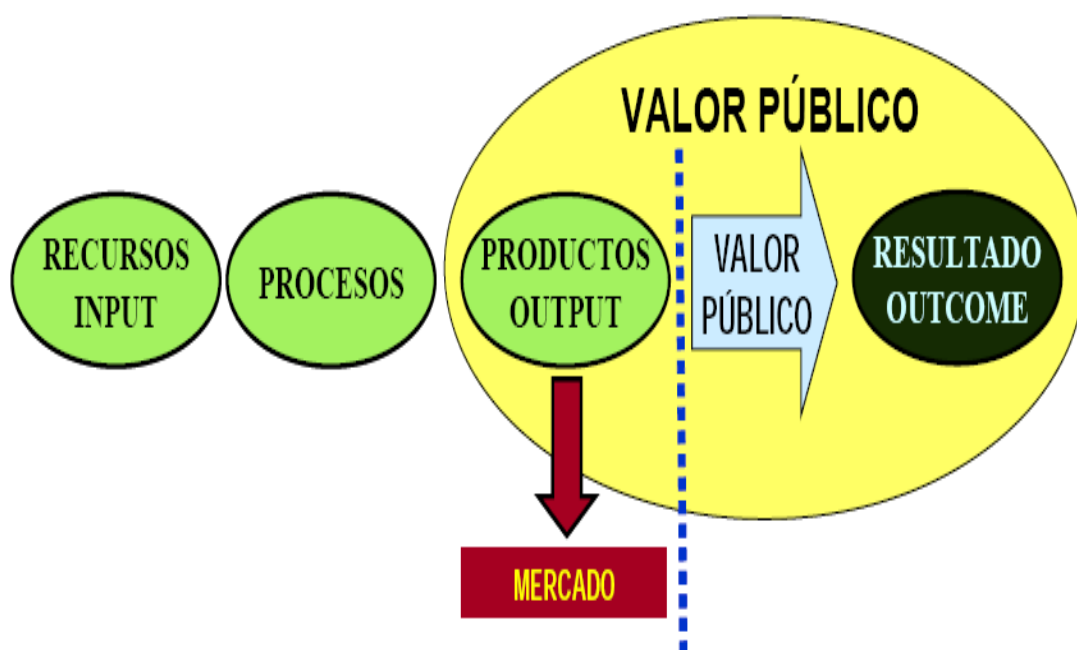 VALOR PÚBLICO
RECURSOS
INPUT
PROCESOS
PRODUCTOS
OUTPUT
VALOR
PÚBLICO
RESULTADO
OUTCOME
MERCADO